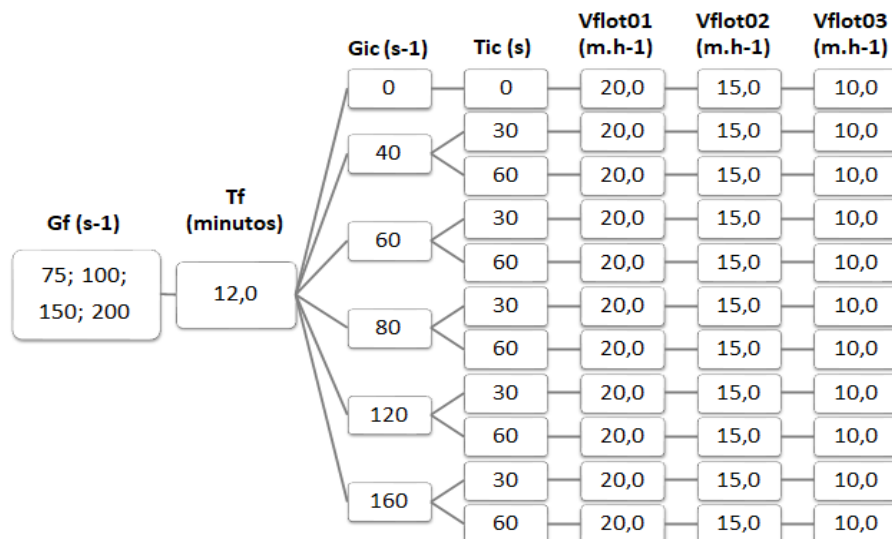 Gf (s-1)
75; 100;
150; 200
Tf
(minutos)
12,0
Gic (s-1)
Tic (s)
Vflot01
(m.h-1)
Vflot02
(m.h-1)
Vflot03
(m.h-1)
0
0 20,0 15,0 10,0
40
30 20,0 15,0 10,0
60 20,0 15,0 10,0
60
30 20,0 15,0 10,0
60 20,0 15,0 10,0
80
30 20,0 15,0 10,0
60 20,0 15,0 10,0
120
30 20,0 15,0 10,0
60 20,0 15,0 10,0
160
30 20,0 15,0 10,0
60 20,0 15,0 10,0